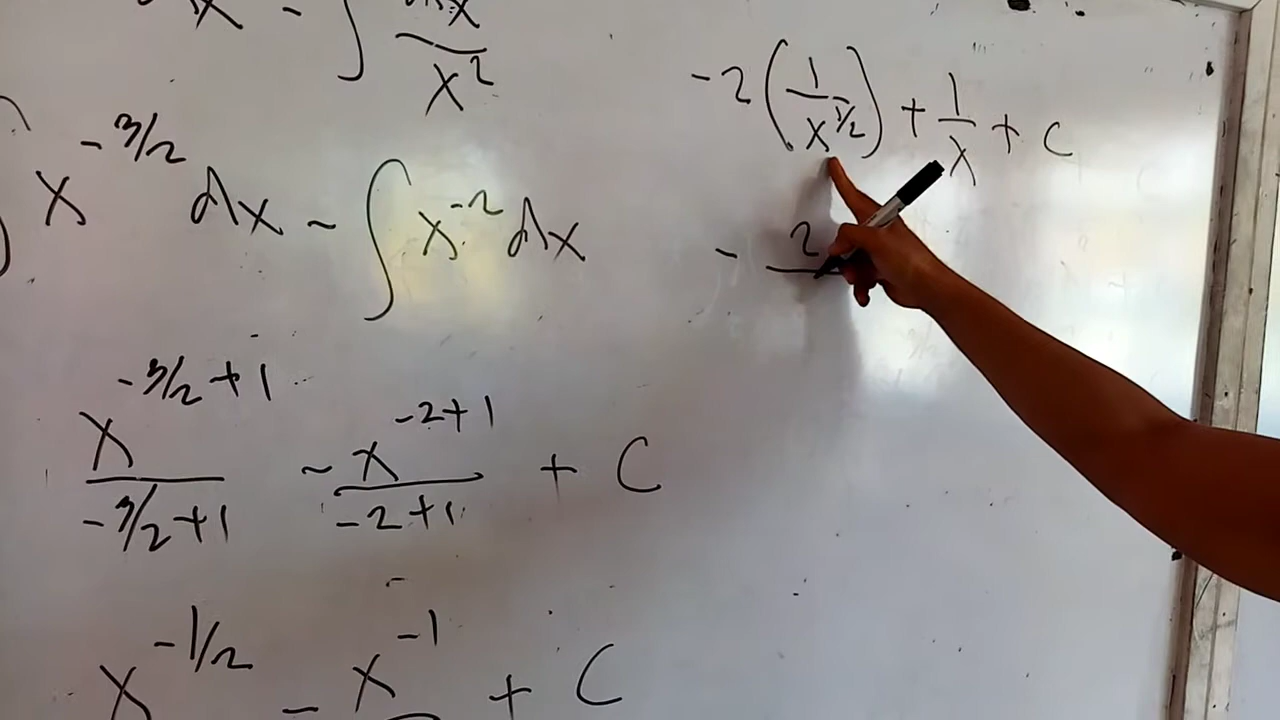 dx - ∫ dx/x²
∫ x^(-3/2) dx - ∫ x^(-2) dx
x^(-3/2+1)/(-3/2+1) - x^(-2+1)/(-2+1) + C
x^(-1/2) - x^(-1) + C
-2(1/x^(1/2)) + 1/x + C
- 2